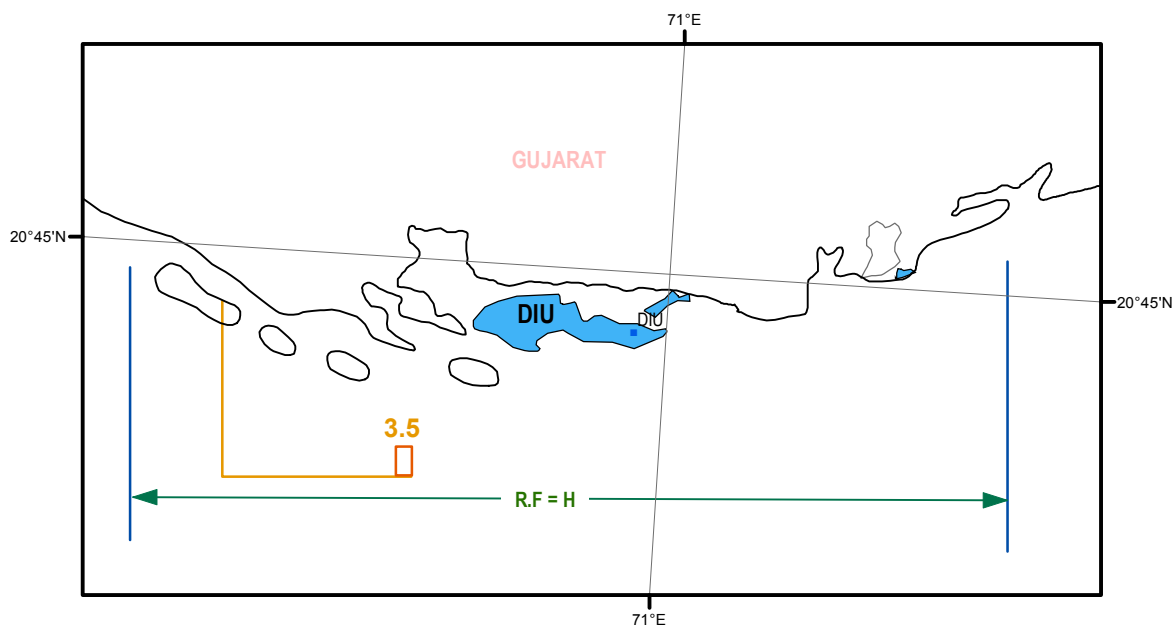 71°E
GUJARAT
20°45'N
20°45'N
DIU
DIU
3.5
R.F = H
71°E